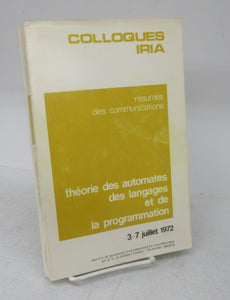 COLLOQUES
IRIA
résumés
des communications
théorie des automates
des langages
et de
la programmation
3-7 juillet 1972